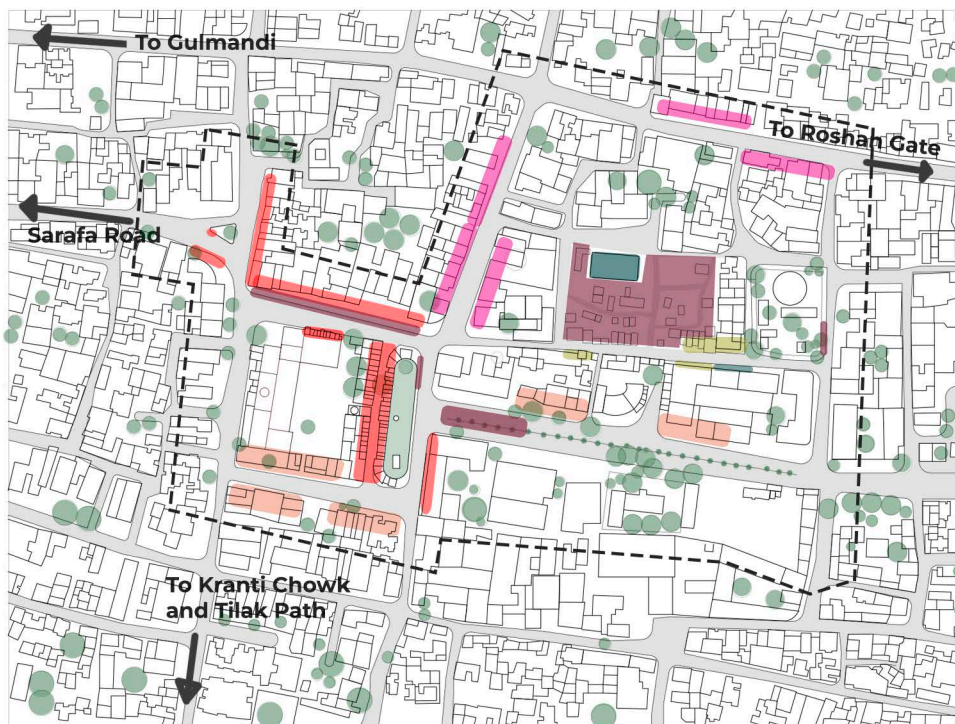 To Gulmandi
To Roshan Gate
Sarafa Road
To Kranti Chowk
and Tilak Path